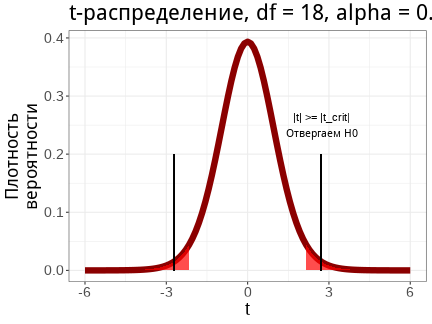 t-распределение, df = 18, alpha = 0.
Плотность
вероятности
0.4
0.3
0.2
0.1
0.0
|t| >= |t_crit|
Отвергаем H0
-6
-3
0
3
6
t